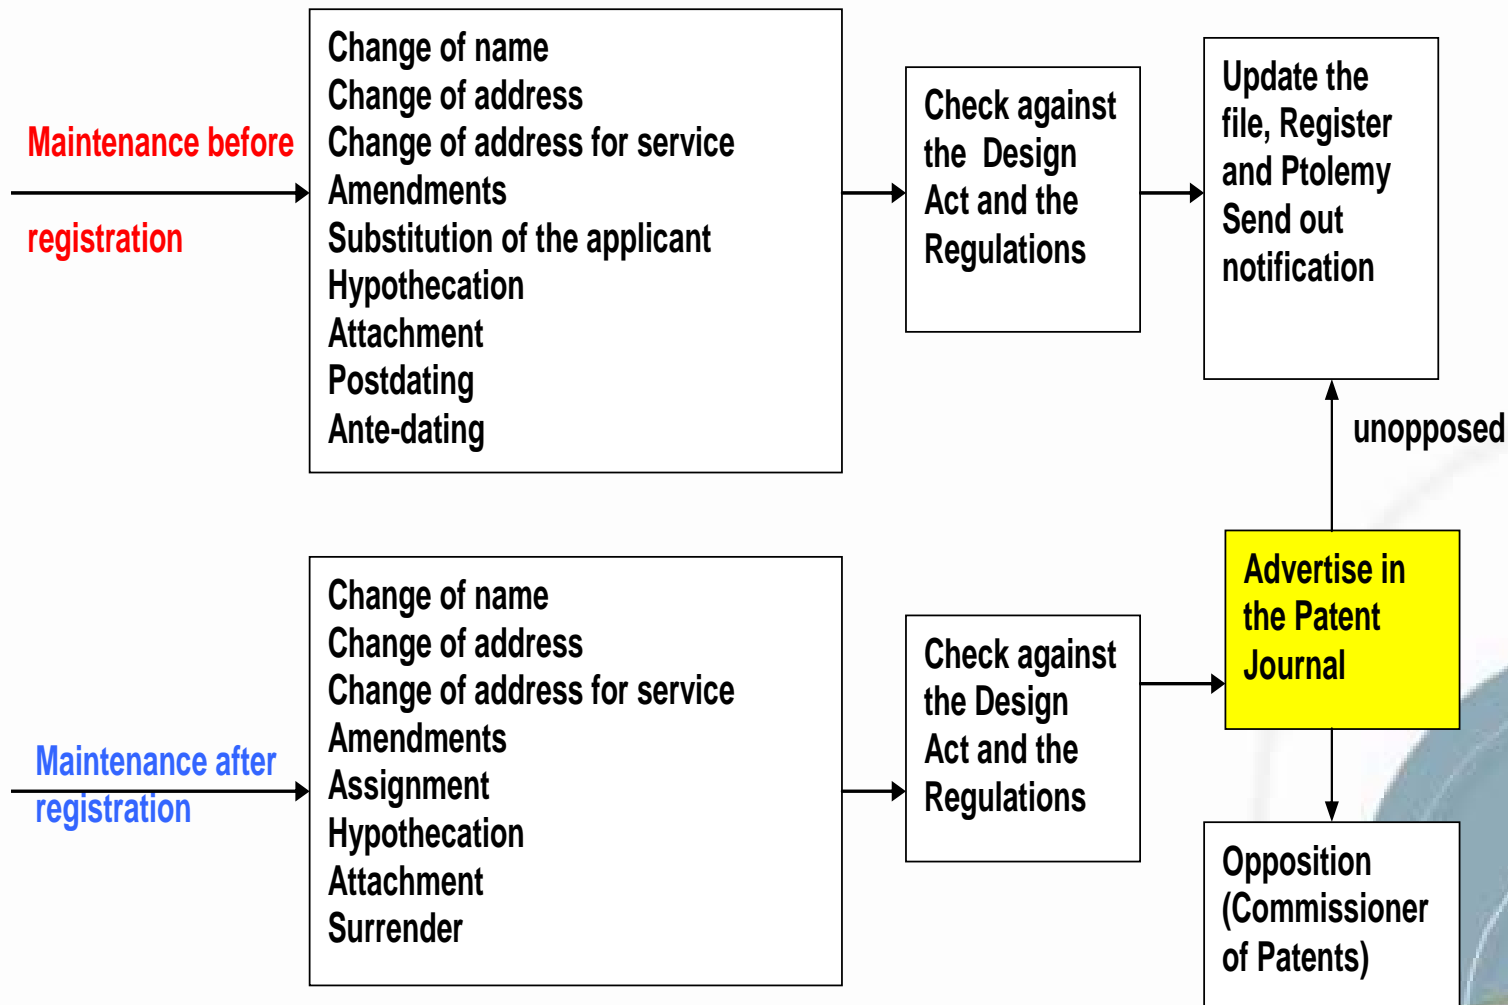 Maintenance before
registration
Change of name
Change of address
Change of address for service
Amendments
Substitution of the applicant
Hypothecation
Attachment
Postdating
Ante-dating
Check against
the Design
Act and the
Regulations
Update the
file, Register
and Ptolemy
Send out
notification
unopposed
Maintenance after
registration
Change of name
Change of address
Change of address for service
Amendments
Assignment
Hypothecation
Attachment
Surrender
Check against
the Design
Act and the
Regulations
Advertise in
the Patent
Journal
Opposition
(Commissioner
of Patents)